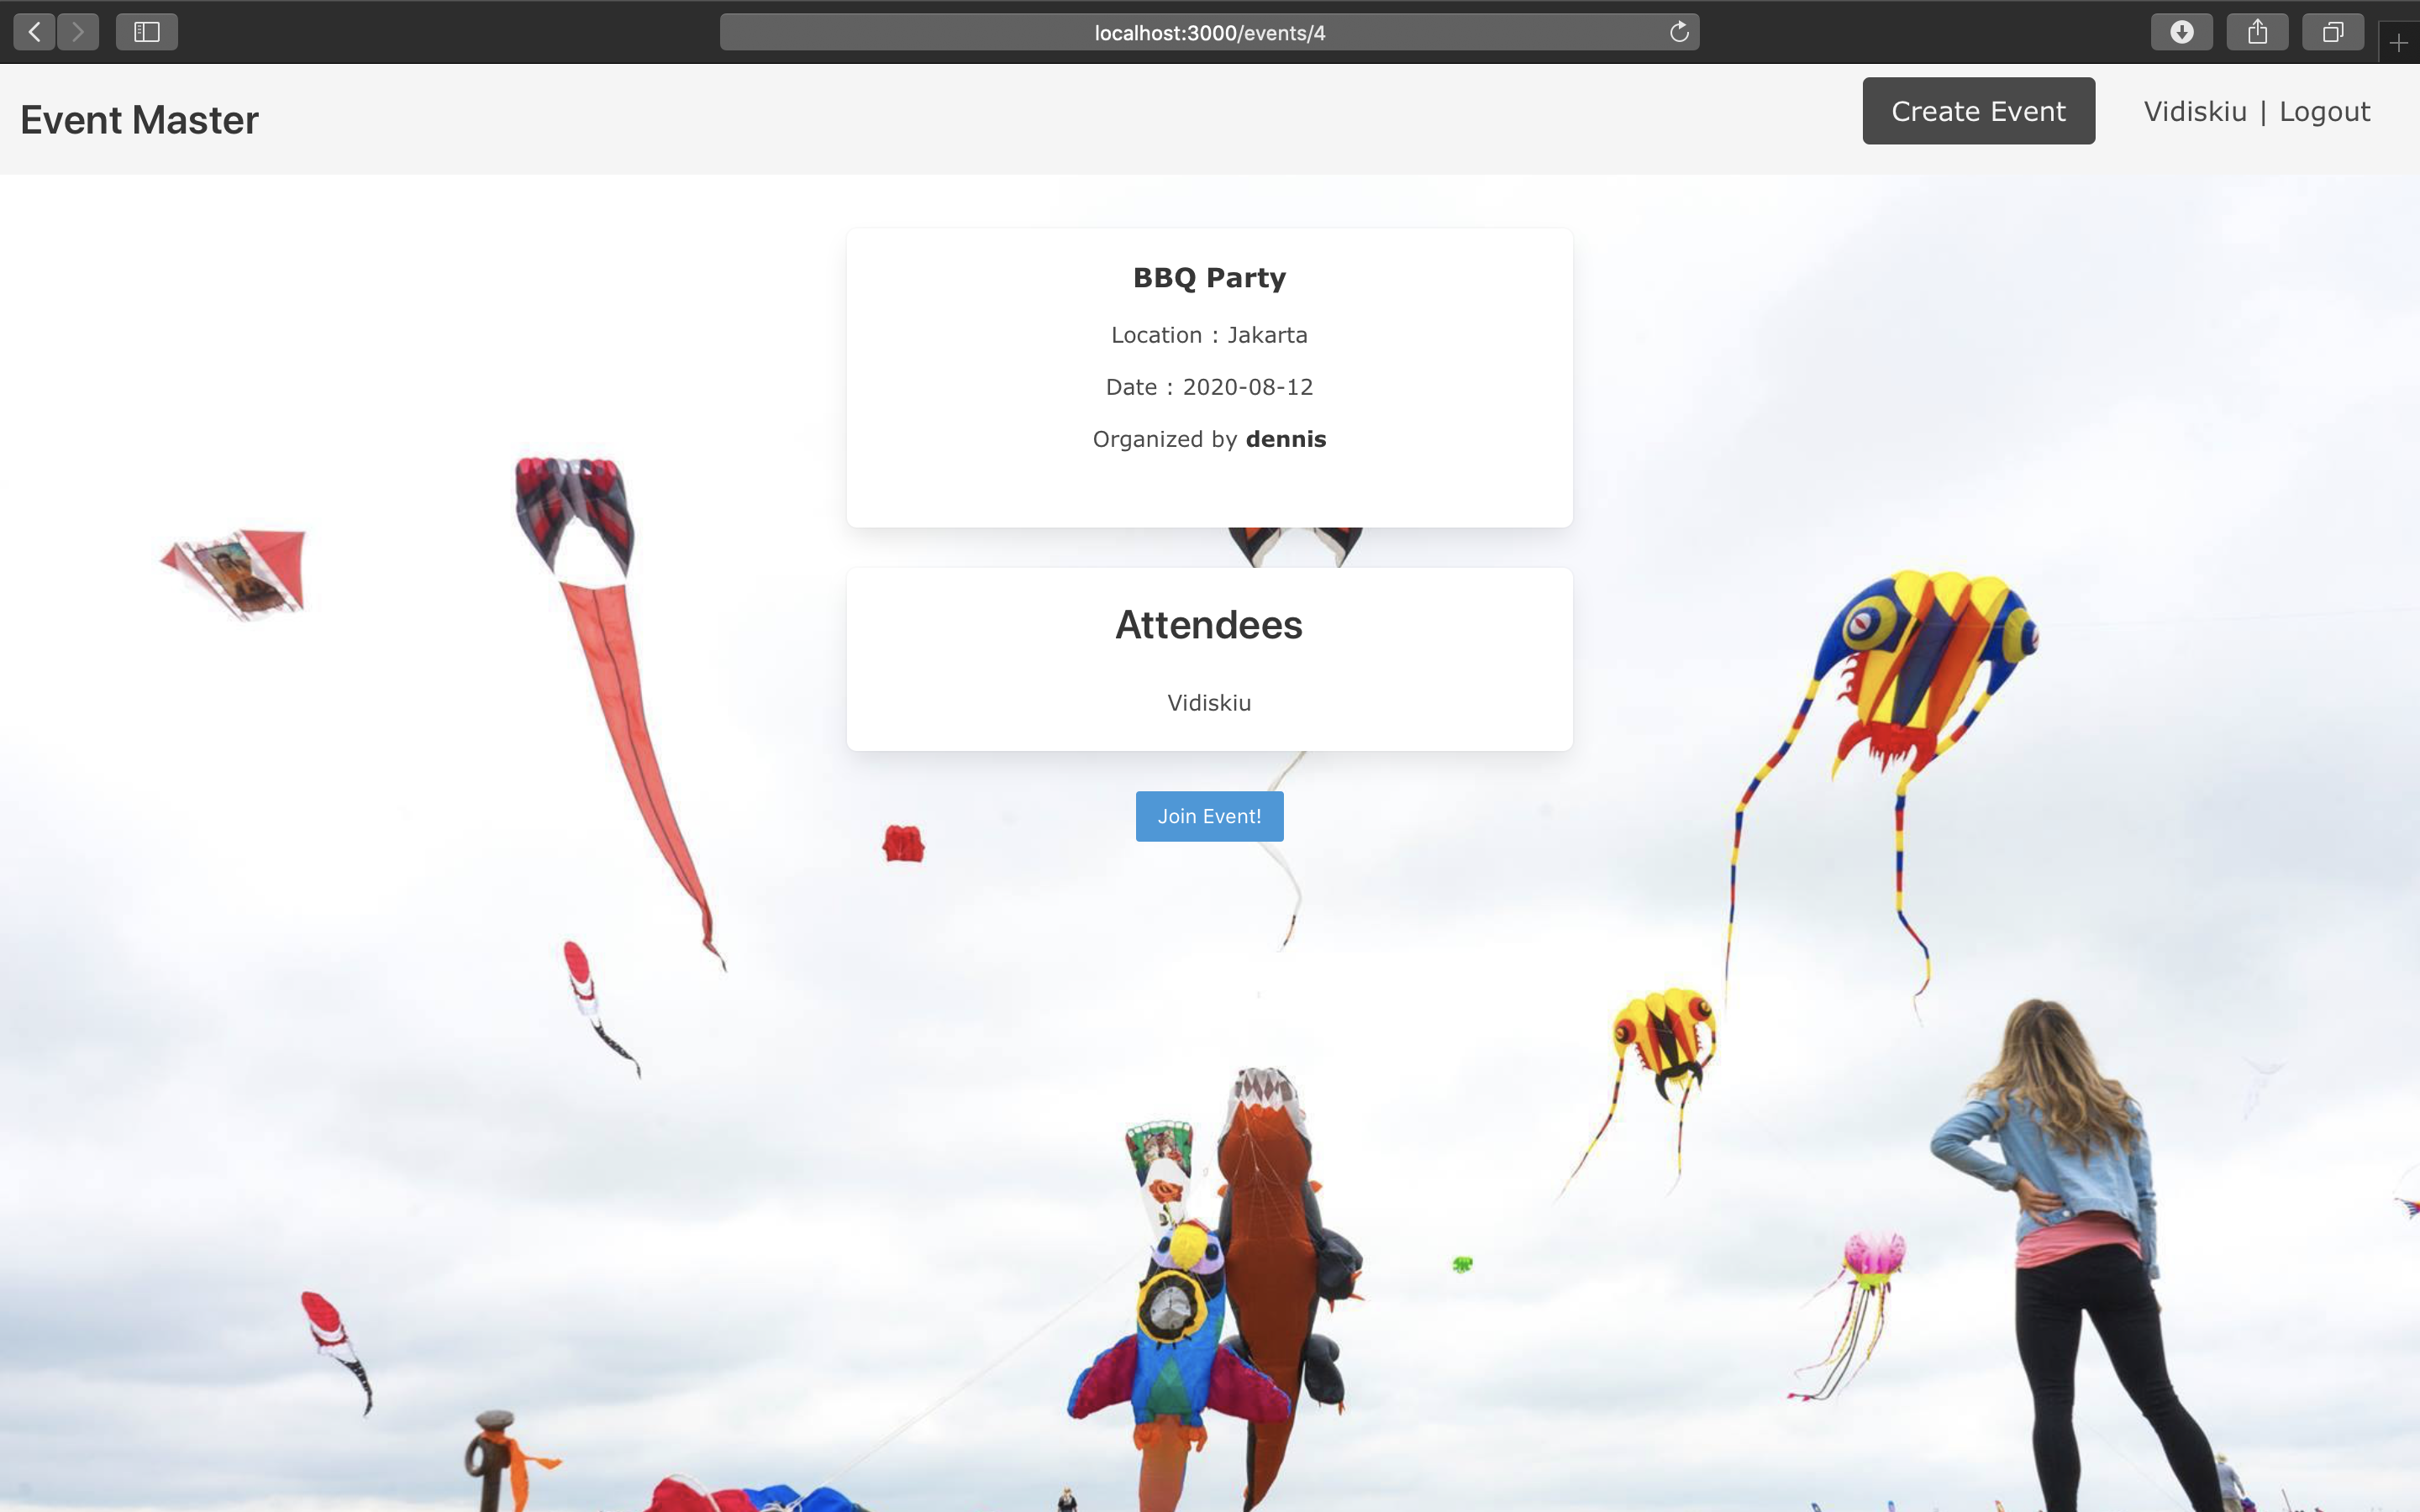 localhost:3000/events/4
Event Master
Create Event
Vidiskiu | Logout
BBQ Party
Location : Jakarta
Date : 2020-08-12
Organized by dennis
Attendees
Vidiskiu
Join Event!